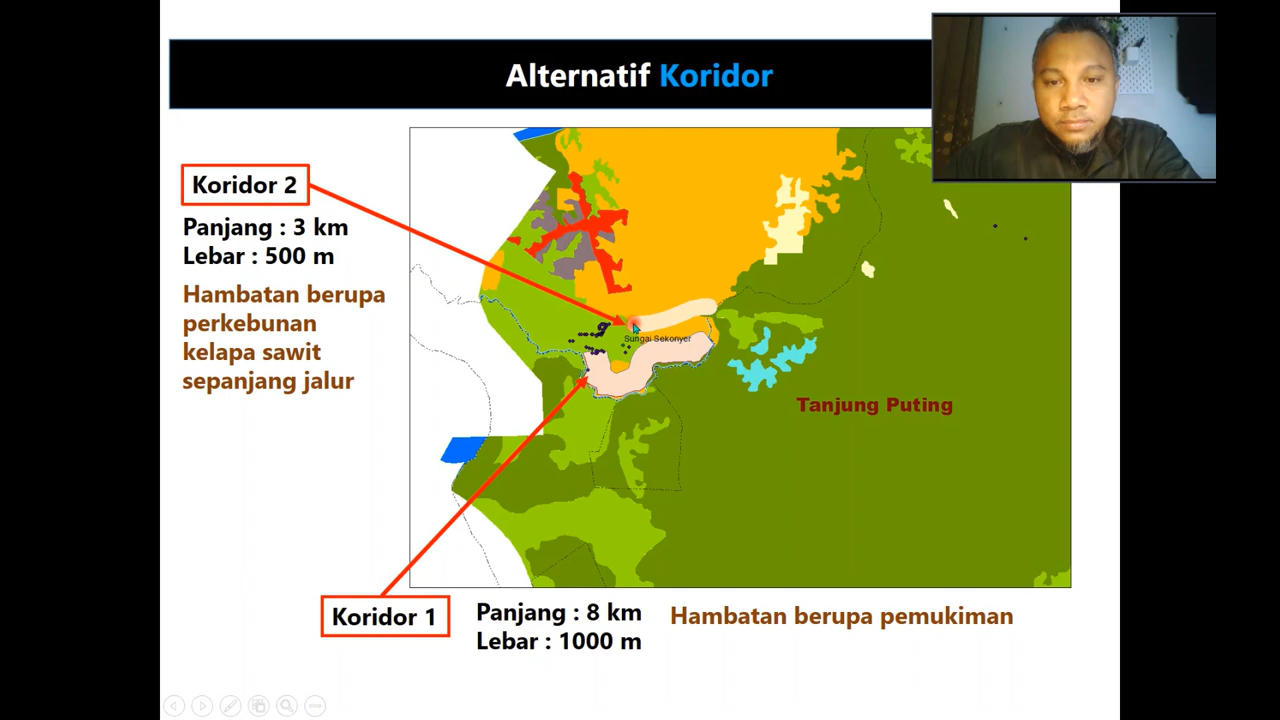 Alternatif Koridor
Koridor 2
Panjang : 3 km
Lebar : 500 m
Hambatan berupa
perkebunan
kelapa sawit
sepanjang jalur
Sungai Sekonyer
Tanjung Puting
Koridor 1
Panjang : 8 km
Lebar : 1000 m
Hambatan berupa pemukiman